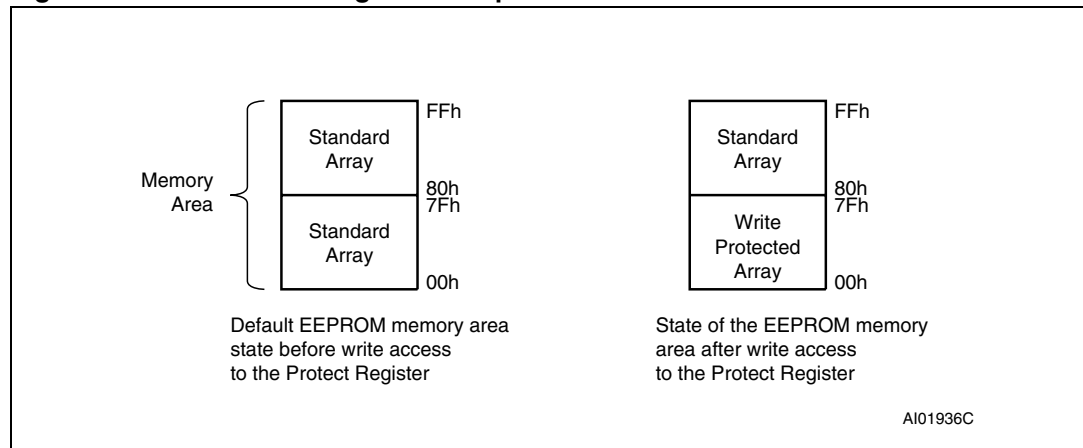 FFh
Standard
Array
Memory
Area
80h
7Fh
Standard
Array
00h
Default EEPROM memory area
state before write access
to the Protect Register
FFh
Standard
Array
80h
7Fh
Write
Protected
Array
00h
State of the EEPROM memory
area after write access
to the Protect Register
AI01936C